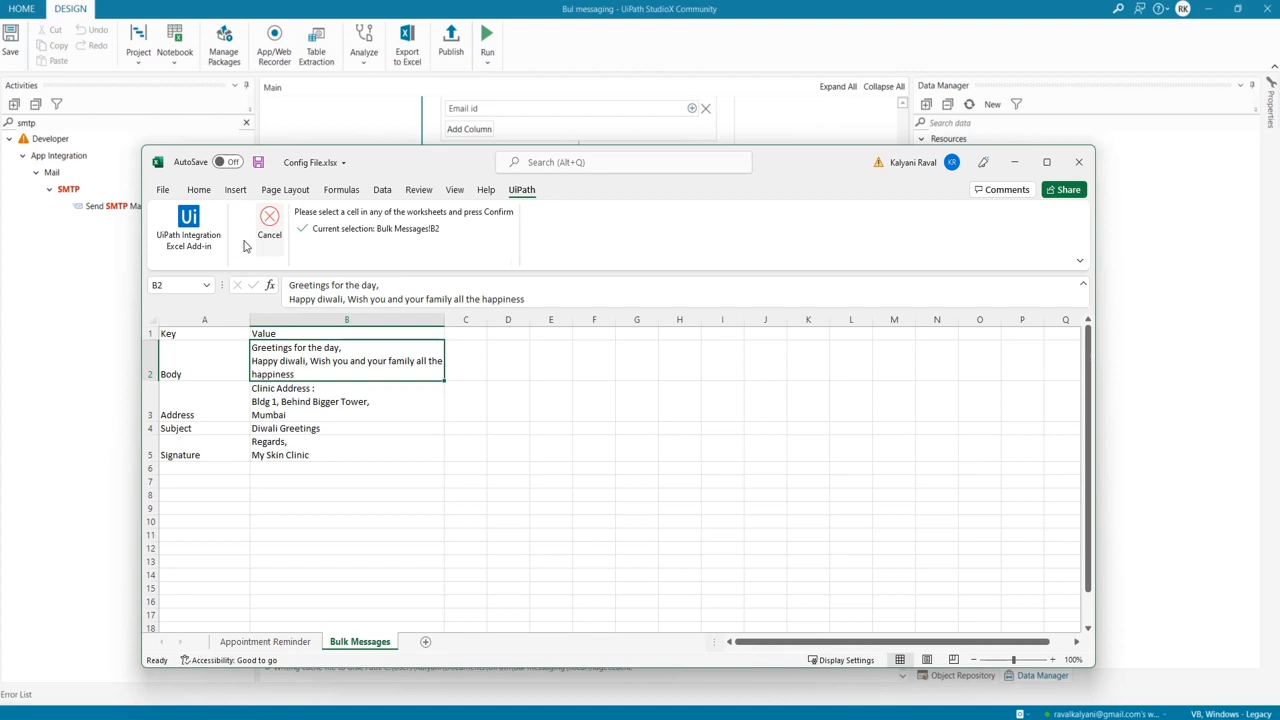 HOME
DESIGN
Bul messaging - UiPath StudioX Community
RK
Save
Cut
Copy
Paste
Undo
Redo
Project
Notebook
Manage
Packages
App/Web
Recorder
Table
Extraction
Analyze
Export
to Excel
Publish
Run
Activities
Main
Expand All
Collapse All
Data Manager
Properties
Email id
Add Column
New
smtp
Search data
Developer
Resources
App Integration
Mail
SMTP
Send SMTP Ma
AutoSave
Off
Config File.xlsx
Search (Alt+Q)
Kalyani Raval
KR
File
Home
Insert
Page Layout
Formulas
Data
Review
View
Help
UiPath
Comments
Share
Ui
UiPath Integration
Excel Add-in
Cancel
Please select a cell in any of the worksheets and press Confirm
Current selection: Bulk Messages!B2
B2
fx
Greetings for the day,
Happy diwali, Wish you and your family all the happiness
A B C D E F G H I J K L M N O P Q
1 Key Value
Greetings for the day,
Happy diwali, Wish you and your family all the
happiness
2 Body
Clinic Address :
Bldg 1, Behind Bigger Tower,
Mumbai
3 Address
4 Subject Diwali Greetings
Regards,
My Skin Clinic
5 Signature
6
7
8
9
10
11
12
13
14
15
16
17
18
Appointment Reminder
Bulk Messages
Ready
Accessibility: Good to go
Display Settings
100%
Object Repository
Data Manager
Error List
ravalkalyani@gmail.com's w...
VB, Windows - Legacy